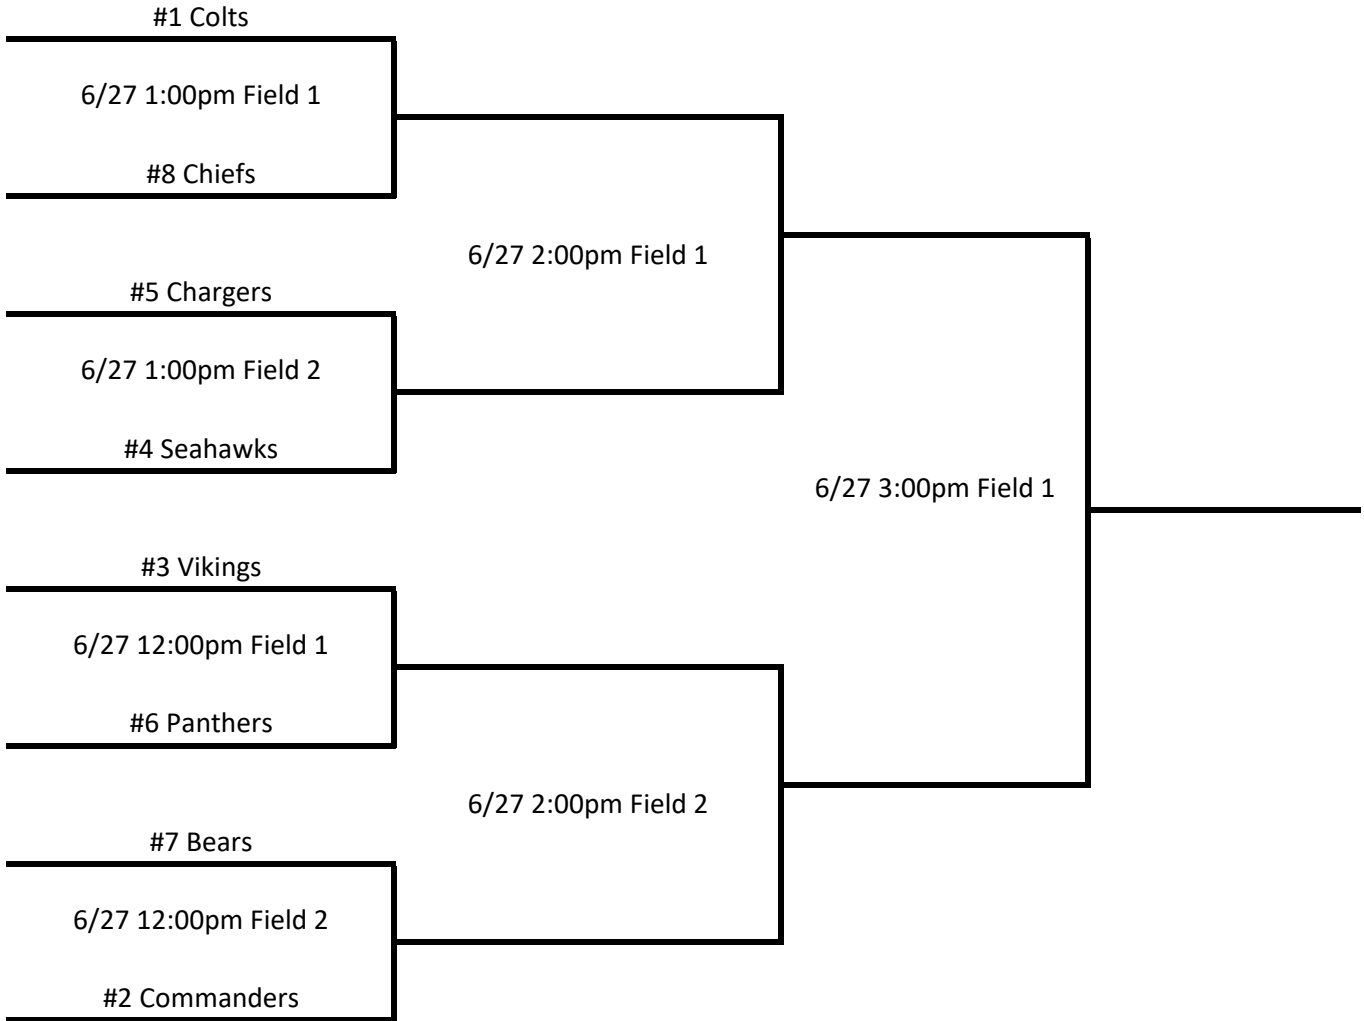 #1 Colts
6/27 1:00pm Field 1
#8 Chiefs
6/27 2:00pm Field 1
#5 Chargers
6/27 1:00pm Field 2
#4 Seahawks
6/27 3:00pm Field 1
#3 Vikings
6/27 12:00pm Field 1
#6 Panthers
6/27 2:00pm Field 2
#7 Bears
6/27 12:00pm Field 2
#2 Commanders